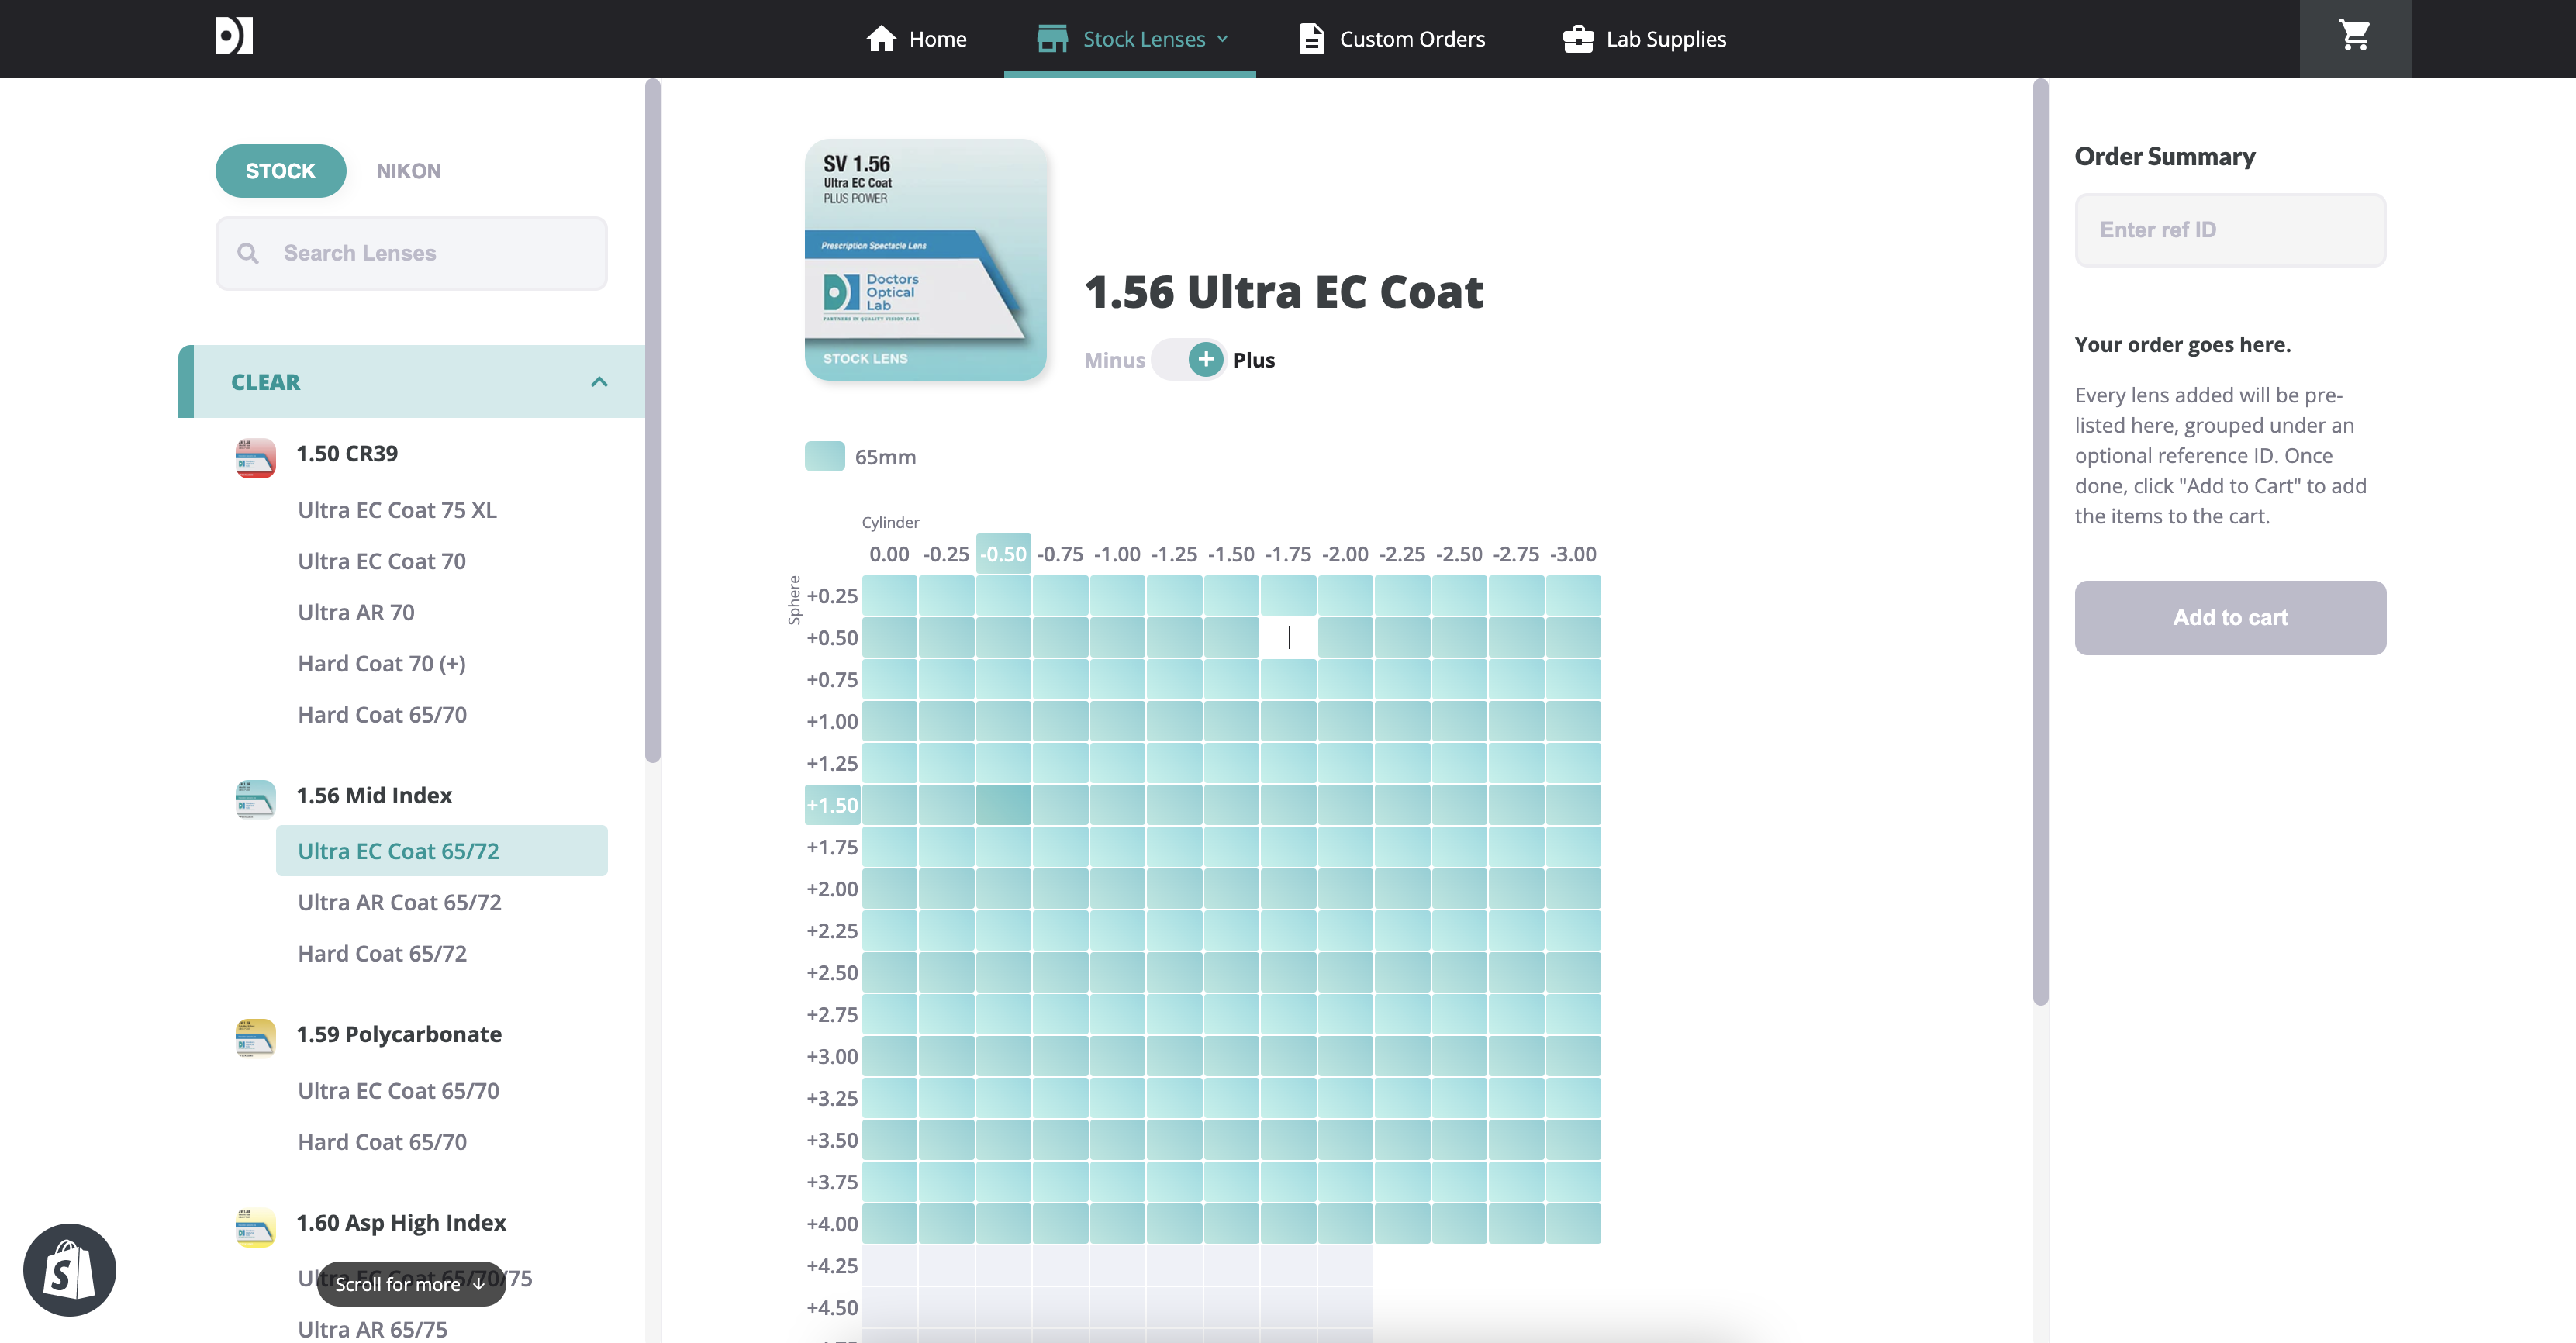 Home
Stock Lenses
Custom Orders
Lab Supplies
STOCK
NIKON
Search Lenses
CLEAR
1.50 CR39
Ultra EC Coat 75 XL
Ultra EC Coat 70
Ultra AR 70
Hard Coat 70 (+)
Hard Coat 65/70
1.56 Mid Index
Ultra EC Coat 65/72
Ultra AR Coat 65/72
Hard Coat 65/72
1.59 Polycarbonate
Ultra EC Coat 65/70
Hard Coat 65/70
1.60 Asp High Index
Ultra EC Coat 65/70/75
Scroll for more ↓
Ultra AR 65/75
SV 1.56
Ultra EC Coat
PLUS POWER
Prescription Spectacle Lens
Doctors
Optical
Lab
PARTNERS IN QUALITY VISION CARE
STOCK LENS
1.56 Ultra EC Coat
Minus + Plus
65mm
Cylinder
0.00 -0.25 -0.50 -0.75 -1.00 -1.25 -1.50 -1.75 -2.00 -2.25 -2.50 -2.75 -3.00
Sphere
+0.25
+0.50
+0.75
+1.00
+1.25
+1.50
+1.75
+2.00
+2.25
+2.50
+2.75
+3.00
+3.25
+3.50
+3.75
+4.00
+4.25
+4.50
Order Summary
Enter ref ID
Your order goes here.
Every lens added will be pre-
listed here, grouped under an
optional reference ID. Once
done, click "Add to Cart" to add
the items to the cart.
Add to cart